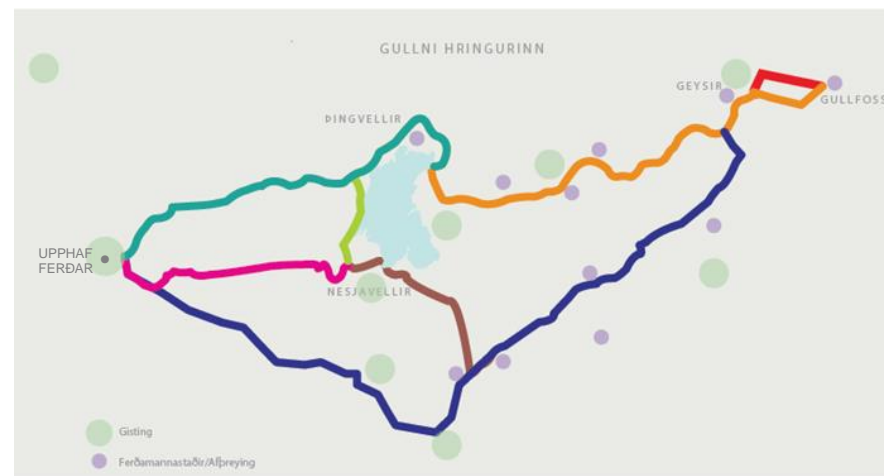 GULLNI HRINGURINN
GEYSIR
GULLFOSS
ÞINGVELLIR
UPPHAF
FERÐAR
NESJAVELLIR
Gisting
Ferðamannastaðir/Afþreying